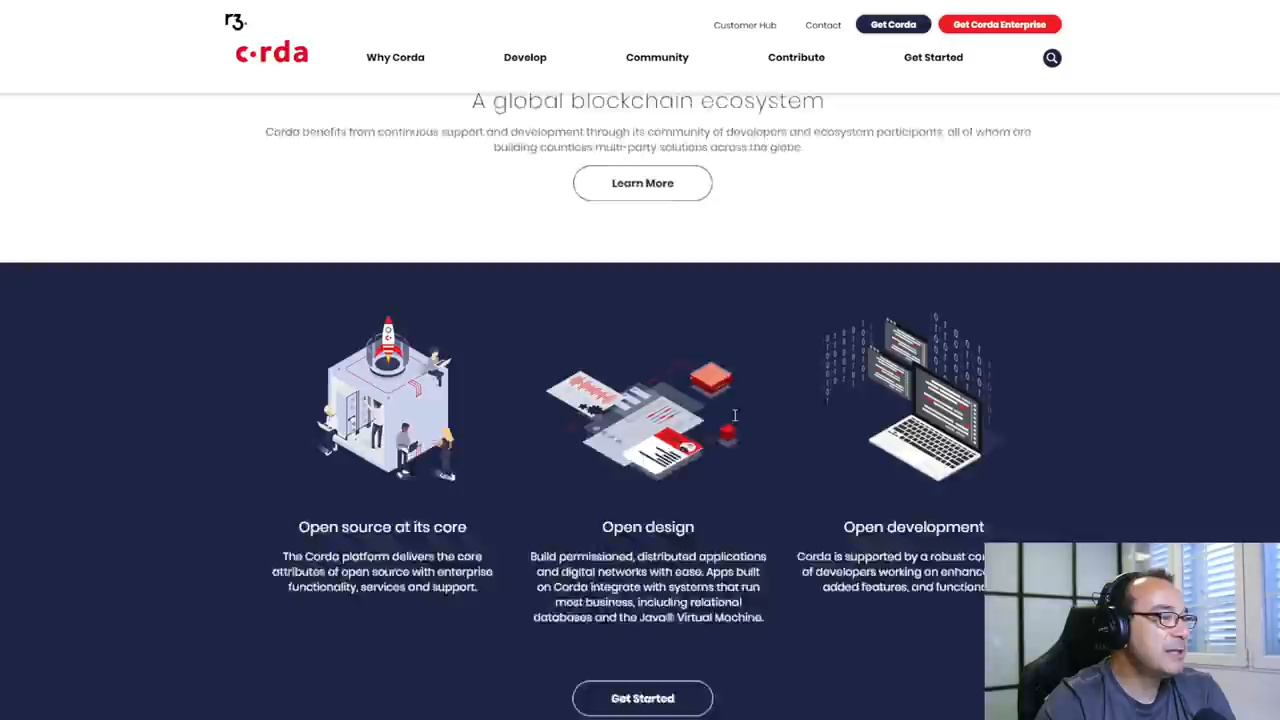 r3.
Customer Hub
Contact
Get Corda
Get Corda Enterprise
c·rda
Why Corda
Develop
Community
Contribute
Get Started
A global blockchain ecosystem
Corda benefits from continuous support and development through its community of developers and ecosystem participants, all of whom are
building countless multi-party solutions across the globe.
Learn More
Open source at its core
The Corda platform delivers the core
attributes of open source with enterprise
functionality, services and support.
Open design
Build permissioned, distributed applications
and digital networks with ease. Apps built
on Corda integrate with systems that run
most business, including relational
databases and the Java® Virtual Machine.
Open development
Corda is supported by a robust
of developers working on
added features, and
Get Started